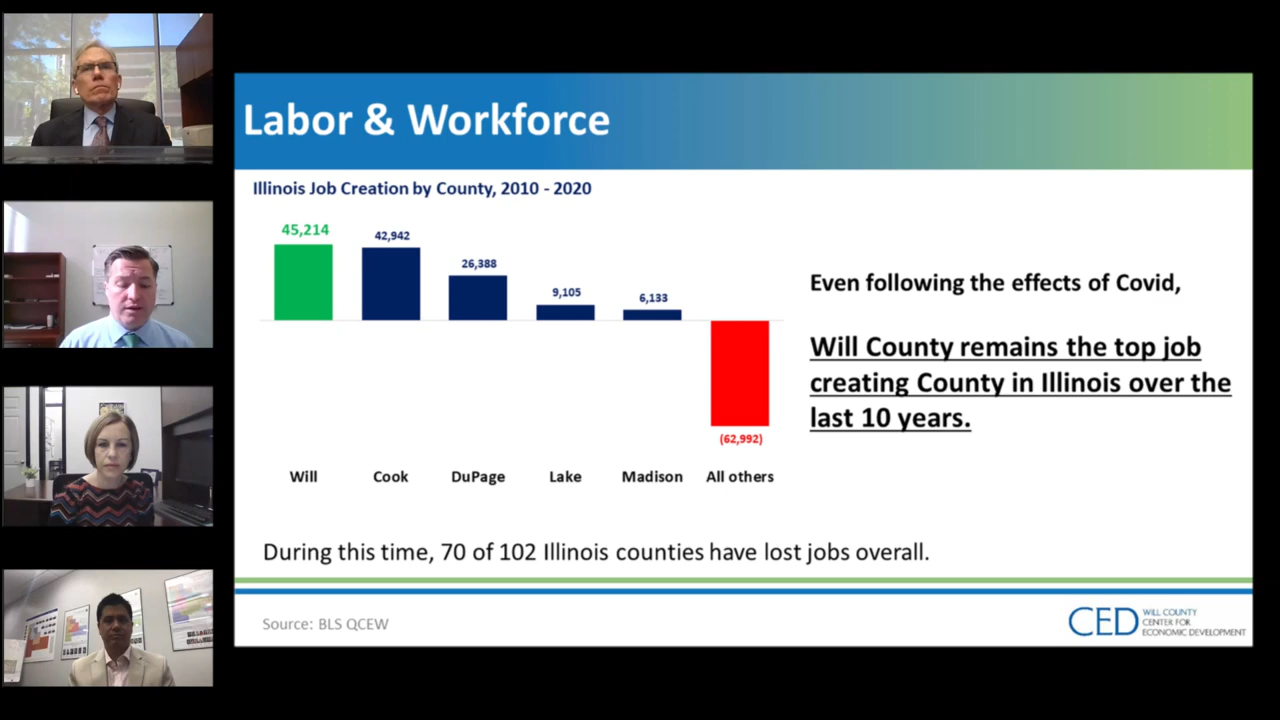 Labor & Workforce
Illinois Job Creation by County, 2010 - 2020
45,214
42,942
26,388
9,105
6,133
(62,992)
Will
Cook
DuPage
Lake
Madison
All others
Even following the effects of Covid,
Will County remains the top job
creating County in Illinois over the
last 10 years.
During this time, 70 of 102 Illinois counties have lost jobs overall.
Source: BLS QCEW
CED
WILL COUNTY
CENTER FOR
ECONOMIC DEVELOPMENT